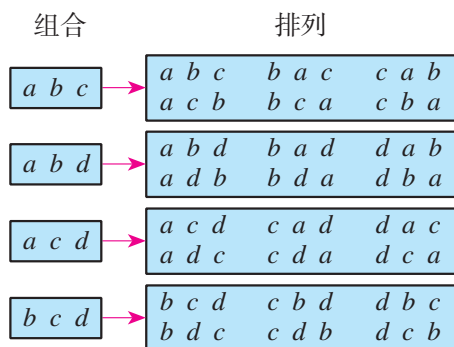 组合 排列
a b c a b c b a c c a b
a c b b c a c b a
a b d a b d b a d d a b
a d b b d a d b a
a c d a c d c a d d a c
a d c c d a d c a
b c d b c d c b d d b c
b d c c d b d c b